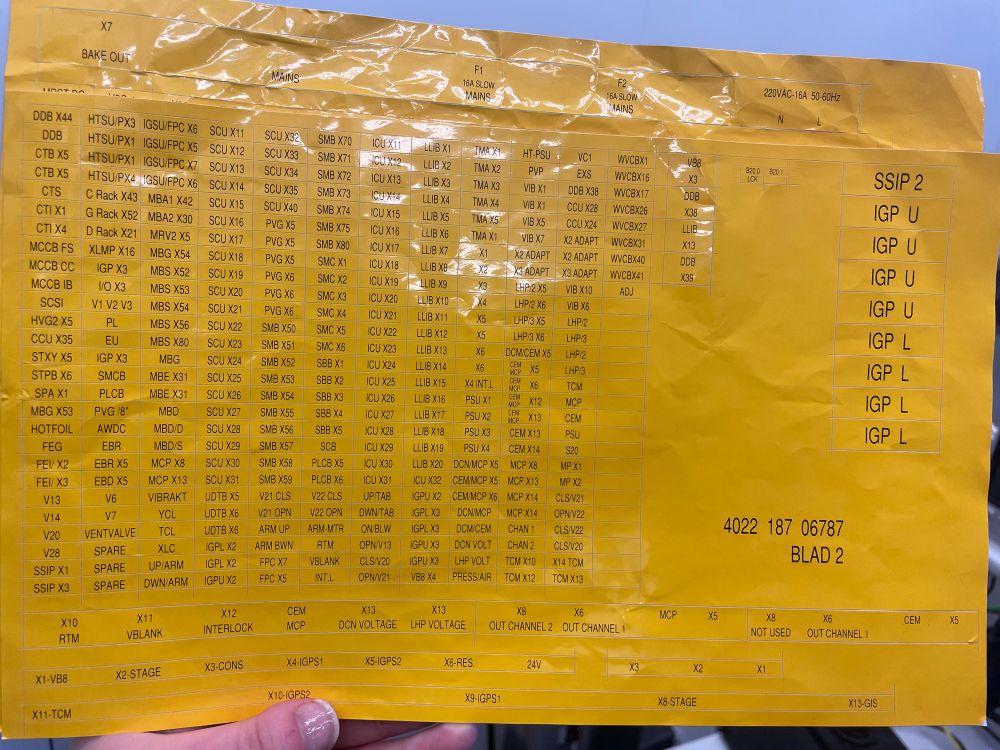 X7
BAKE OUT MAINS F1 16A SLOW MAINS F2 16A SLOW MAINS 220VAC-16A 50-60Hz N L
DDB X44 HTSU/PX3 IGSU/FPC X6 SCU X11 SCU X32 SMB X70 ICU X11 LLIB X1 TMA X1 HT-PSU VC1 WVCBX1 VB8
DDB HTSU/PX1 IGSU/FPC X5 SCU X12 SCU X33 SMB X71 ICU X12 LLIB X2 TMA X2 PVP EXS WVCBX16 X3
CTB X5 HTSU/PX1 IGSU/FPC X7 SCU X13 SCU X34 SMB X72 ICU X13 LLIB X3 TMA X3 VIB X1 DDB X38 WVCBX17 DDB
CTB X5 HTSU/PX4 IGSU/FPC X6 SCU X14 SCU X35 SMB X73 ICU X14 LLIB X4 TMA X4 VIB X1 CCU X28 WVCBX26 X38
CTS C Rack X43 MBA1 X42 SCU X15 SCU X40 SMB X74 ICU X15 LLIB X5 TMA X5 VIB X5 CCU X24 WVCBX27 LLIB
CTI X1 G Rack X52 MBA2 X30 SCU X16 PVG X5 SMB X75 ICU X16 LLIB X6 TMA X1 VIB X7 X2 ADAPT WVCBX31 X13
CTI X4 D Rack X21 MRV2 X5 SCU X17 PVG X5 SMB X80 ICU X17 LLIB X7 X1 X2 ADAPT X2 ADAPT WVCBX40 DDB
MCCB FS XLMP X16 MBG X54 SCU X18 PVG X5 SMC X1 ICU X18 LLIB X8 X2 X3 ADAPT X3 ADAPT WVCBX41 X39
MCCB CC IGP X3 MBS X52 SCU X19 PVG X6 SMC X2 ICU X19 LLIB X9 X3 LHP/2 X5 VIB X10 ADJ
MCCB IB I/O X3 MBS X53 SCU X20 PVG X6 SMC X3 ICU X20 LLIB X10 X4 LHP/2 X6 VIB X6
SCSI V1 V2 V3 MBS X54 SCU X21 PVG X6 SMC X4 ICU X21 LLIB X11 X5 LHP/3 X5 LHP/2
HVG2 X5 PL MBS X56 SCU X22 SMB X50 SMC X5 ICU X22 LLIB X12 X5 LHP/3 X6 LHP/3
CCU X35 EU MBS X80 SCU X23 SMB X51 SMC X6 ICU X23 LLIB X13 X6 DCM/CEM X5 LHP/2
STXY X5 IGP X3 MBG SCU X24 SMB X52 SBB X1 ICU X24 LLIB X14 X6 CEM MCP X5 LHP/3
STPB X6 SMCB MBE X31 SCU X25 SMB X53 SBB X2 ICU X25 LLIB X15 X4 INT.L CEM MCP X6 TCM
SPA X1 PLCB MBE X31 SCU X26 SMB X54 SBB X3 ICU X26 LLIB X16 PSU X1 CEM MCP X12 MCP
MBG X53 PVG /8" MBD SCU X27 SMB X55 SBB X4 ICU X27 LLIB X17 PSU X2 CEM MCP X13 CEM
HOTFOIL AWDC MBD/D SCU X28 SMB X56 SBB X5 ICU X28 LLIB X18 PSU X3 CEM X13 PSU
FEG EBR MBD/S SCU X29 SMB X57 SCB ICU X29 LLIB X19 PSU X4 CEM X14 S20
FEI/ X2 EBR X5 MCP X8 SCU X30 SMB X58 PLCB X5 ICU X30 LLIB X20 DCN/MCP X5 MCP X8 MP X1
FEI/ X3 EBD X5 MCP X13 SCU X31 SMB X59 PLCB X6 ICU X31 ICU X32 CEM/MCP X5 MCP X13 MP X2
V13 V6 VIBRAKT UDTB X5 V21 CLS V22 CLS UP/TAB IGPU X2 CEM/MCP X6 MCP X14 CLS/V21
V14 V7 YCL UDTB X6 V21 OPN V22 OPN DWN/TAB IGPL X3 DCN/MCP MCP X14 OPN/V22
V20 VENTVALVE TCL UDTB X6 ARM UP ARM-MTR ON/BLW IGPL X3 DCM/CEM CHAN 1 CLS/V22
V28 SPARE XLC IGPL X2 ARM BWN RTM OPN/V13 IGPU X3 DCN VOLT CHAN 2 CLS/V20
SSIP X1 SPARE UP/ARM IGPL X2 FPC X7 VBLANK CLS/V20 IGPU X3 LHP VOLT TCM X10 X14 TCM
SSIP X3 SPARE DWN/ARM IGPU X2 FPC X5 INT.L OPN/V21 VB8 X4 PRESS/AIR TCM X12 TCM X13
B20.0 B20.1
LCK
SSIP 2
IGP U
IGP U
IGP U
IGP U
IGP L
IGP L
IGP L
IGP L
4022 187 06787
BLAD 2
X10 X11 X12 CEM X13 X13 X8 X6 MCP X5 X8 X6 CEM X5
RTM VBLANK INTERLOCK MCP DCN VOLTAGE LHP VOLTAGE OUT CHANNEL 2 OUT CHANNEL 1 NOT USED OUT CHANNEL 1
X1-VB8 X2-STAGE X3-CONS X4-IGPS1 X5-IGPS2 X6-RES 24V X3 X2 X1
X11-TCM X10-IGPS2 X9-IGPS1 X8-STAGE X13-GIS